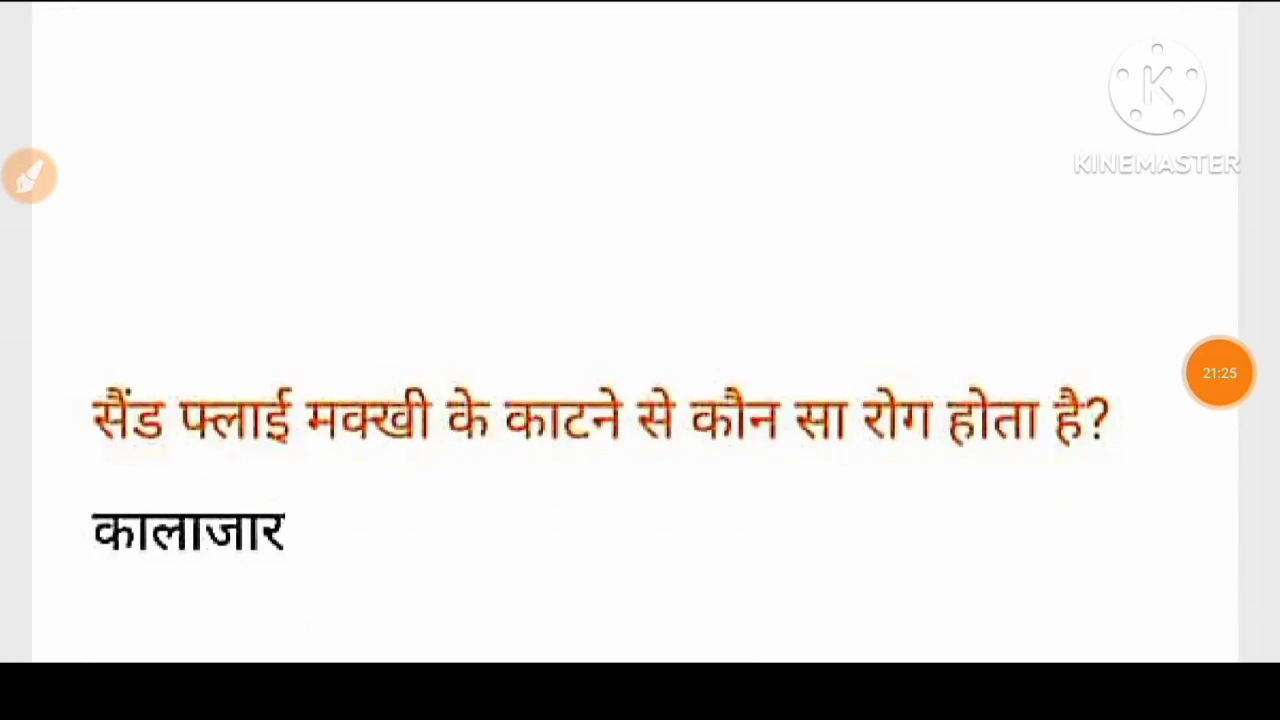 K
KINEMASTER
21:25
सैंड फ्लाई मक्खी के काटने से कौन सा रोग होता है?
कालाजार